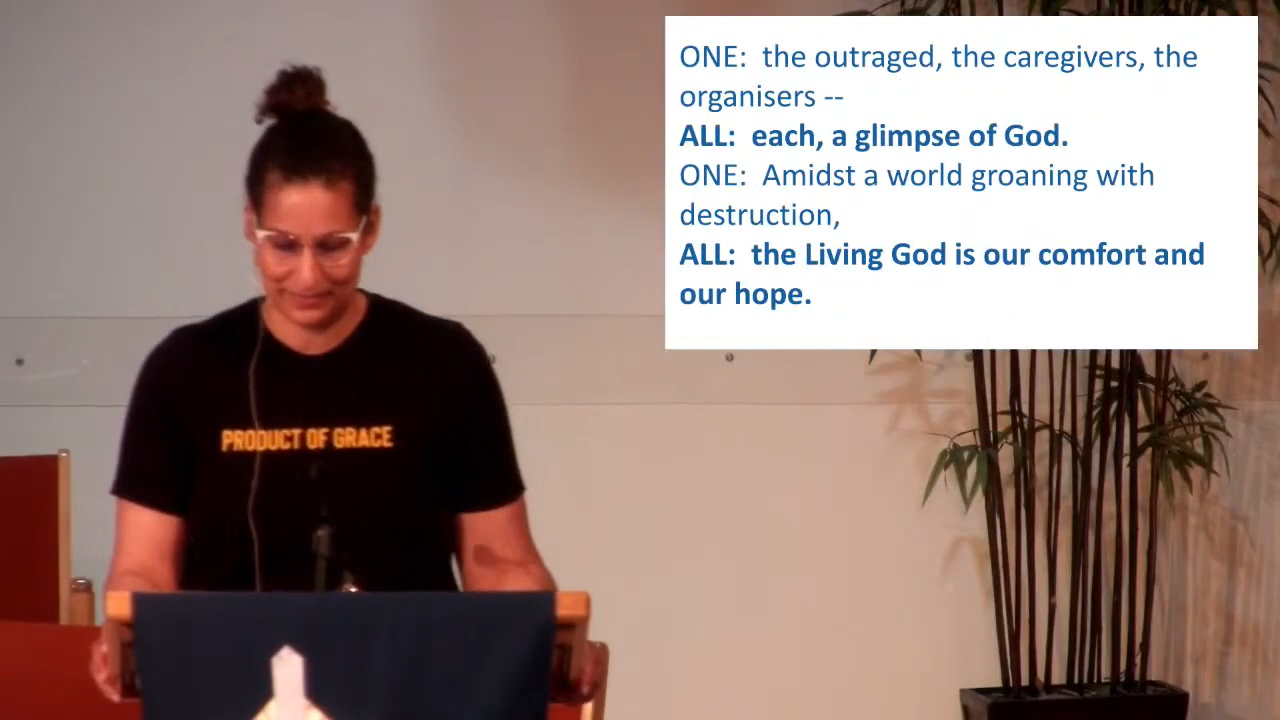 ONE:  the outraged, the caregivers, the
organisers --
ALL:  each, a glimpse of God.
ONE:  Amidst a world groaning with
destruction,
ALL:  the Living God is our comfort and
our hope.
PRODUCT OF GRACE